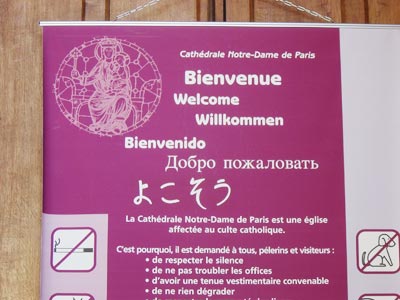 Cathédrale Notre-Dame de Paris
Bienvenue
Welcome
Willkommen
Bienvenido
Добро пожаловать
よこそう
La Cathédrale Notre-Dame de Paris est une église
affectée au culte catholique.
C'est pourquoi, il est demandé à tous, pélerins et visiteurs :
• de respecter le silence
• de ne pas troubler les offices
• d'avoir une tenue vestimentaire convenable
• de ne rien dégrader